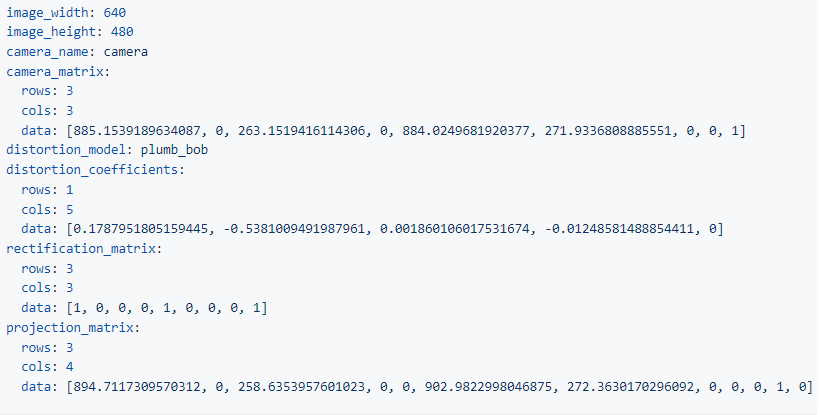 image_width: 640
image_height: 480
camera_name: camera
camera_matrix:
  rows: 3
  cols: 3
  data: [885.1539189634087, 0, 263.1519416114306, 0, 884.0249681920377, 271.9336808885551, 0, 0, 1]
distortion_model: plumb_bob
distortion_coefficients:
  rows: 1
  cols: 5
  data: [0.1787951805159445, -0.5381009491987961, 0.001860106017531674, -0.01248581488854411, 0]
rectification_matrix:
  rows: 3
  cols: 3
  data: [1, 0, 0, 0, 1, 0, 0, 0, 1]
projection_matrix:
  rows: 3
  cols: 4
  data: [894.7117309570312, 0, 258.6353957601023, 0, 0, 902.9822998046875, 272.3630170296092, 0, 0, 0, 1, 0]